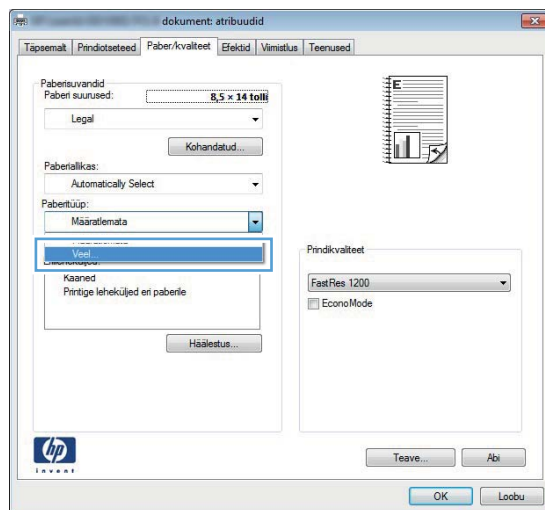 dokument: atribuudid
Täpsemalt Prindiotseteed Paber/kvaliteet Efektid Viimistlus Teenused
Paberisuvandid
Paberi suurused:
8,5 × 14 tolli
Legal
Kohandatud...
Paberiallikas:
Automatically Select
Paberitüüp:
Määratlemata
Veel...
Kaaned
Printige leheküljed eri paberile
Häälestus...
E
Prindikvaliteet
FastRes 1200
EconoMode
hp
invent
Teave...
Abi
OK
Loobu